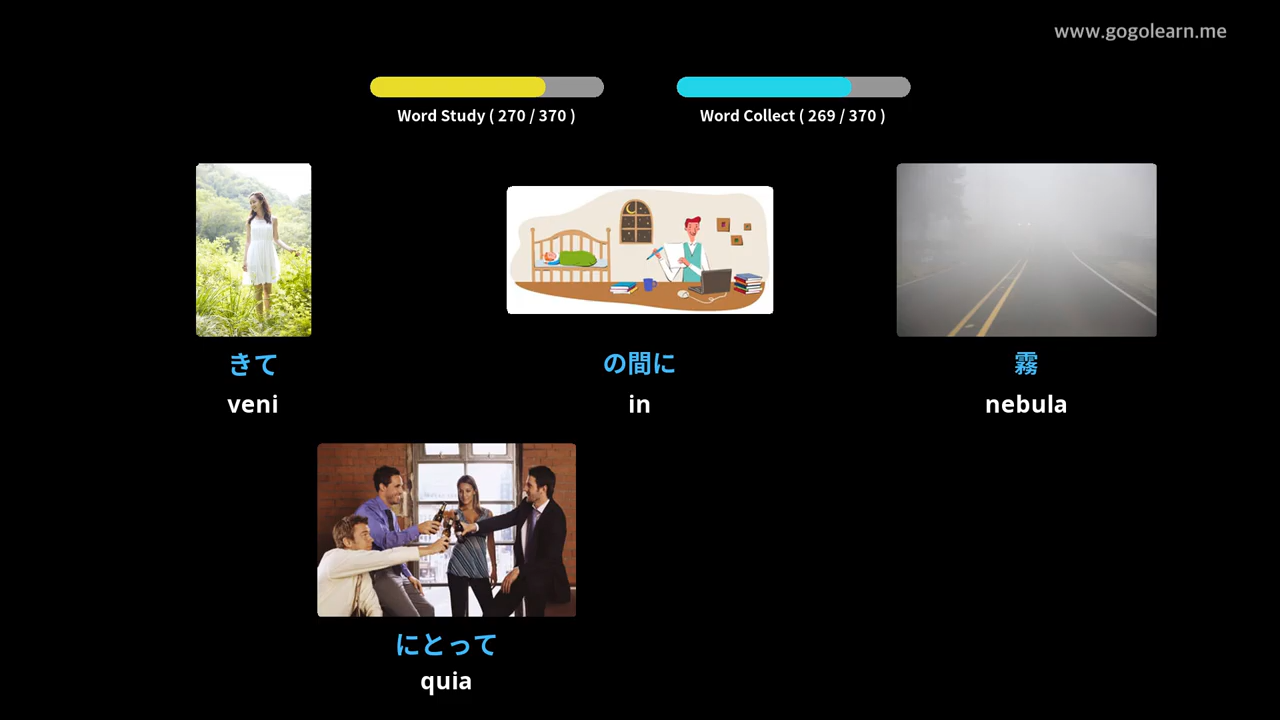 www.gogolearn.me
Word Study ( 270 / 370 )
Word Collect ( 269 / 370 )
きて
veni
の間に
in
霧
nebula
にとって
quia